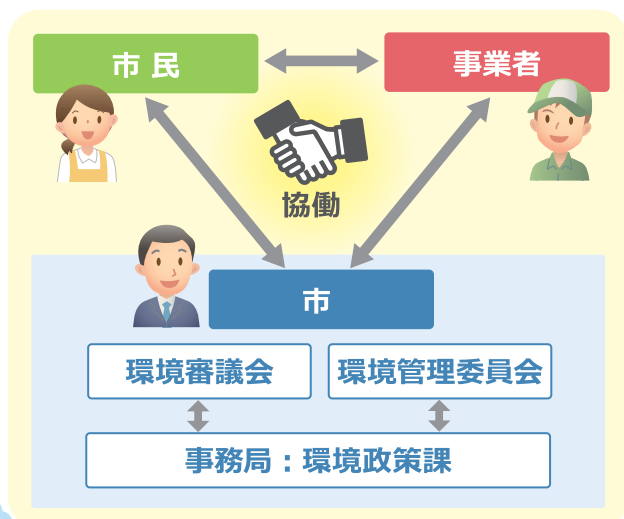 市 民
事業者
協働
市
環境審議会
環境管理委員会
事務局：環境政策課